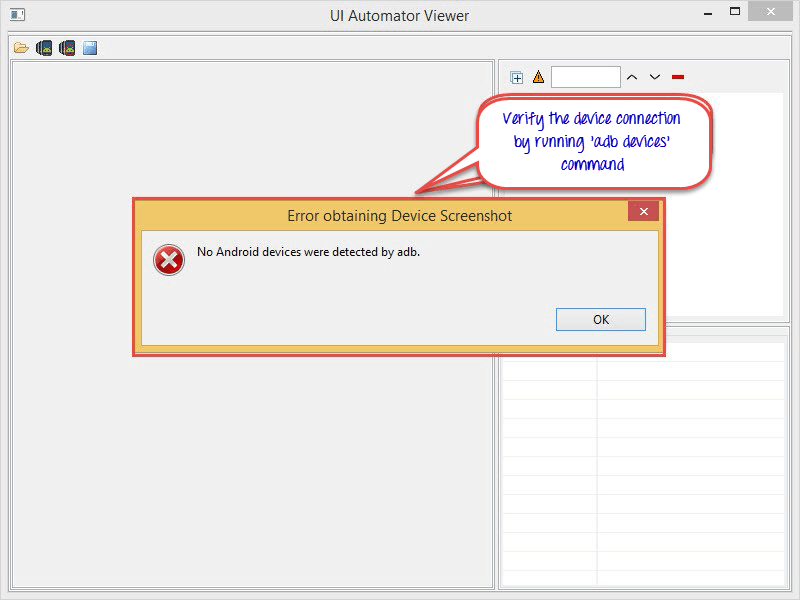 UI Automator Viewer
Verify the device connection
by running 'adb devices'
command
Error obtaining Device Screenshot
No Android devices were detected by adb.
OK